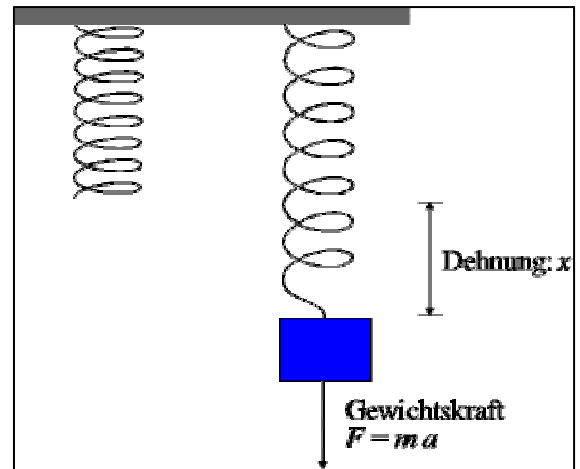 Dehnung: x
Gewichtskraft
F = m a